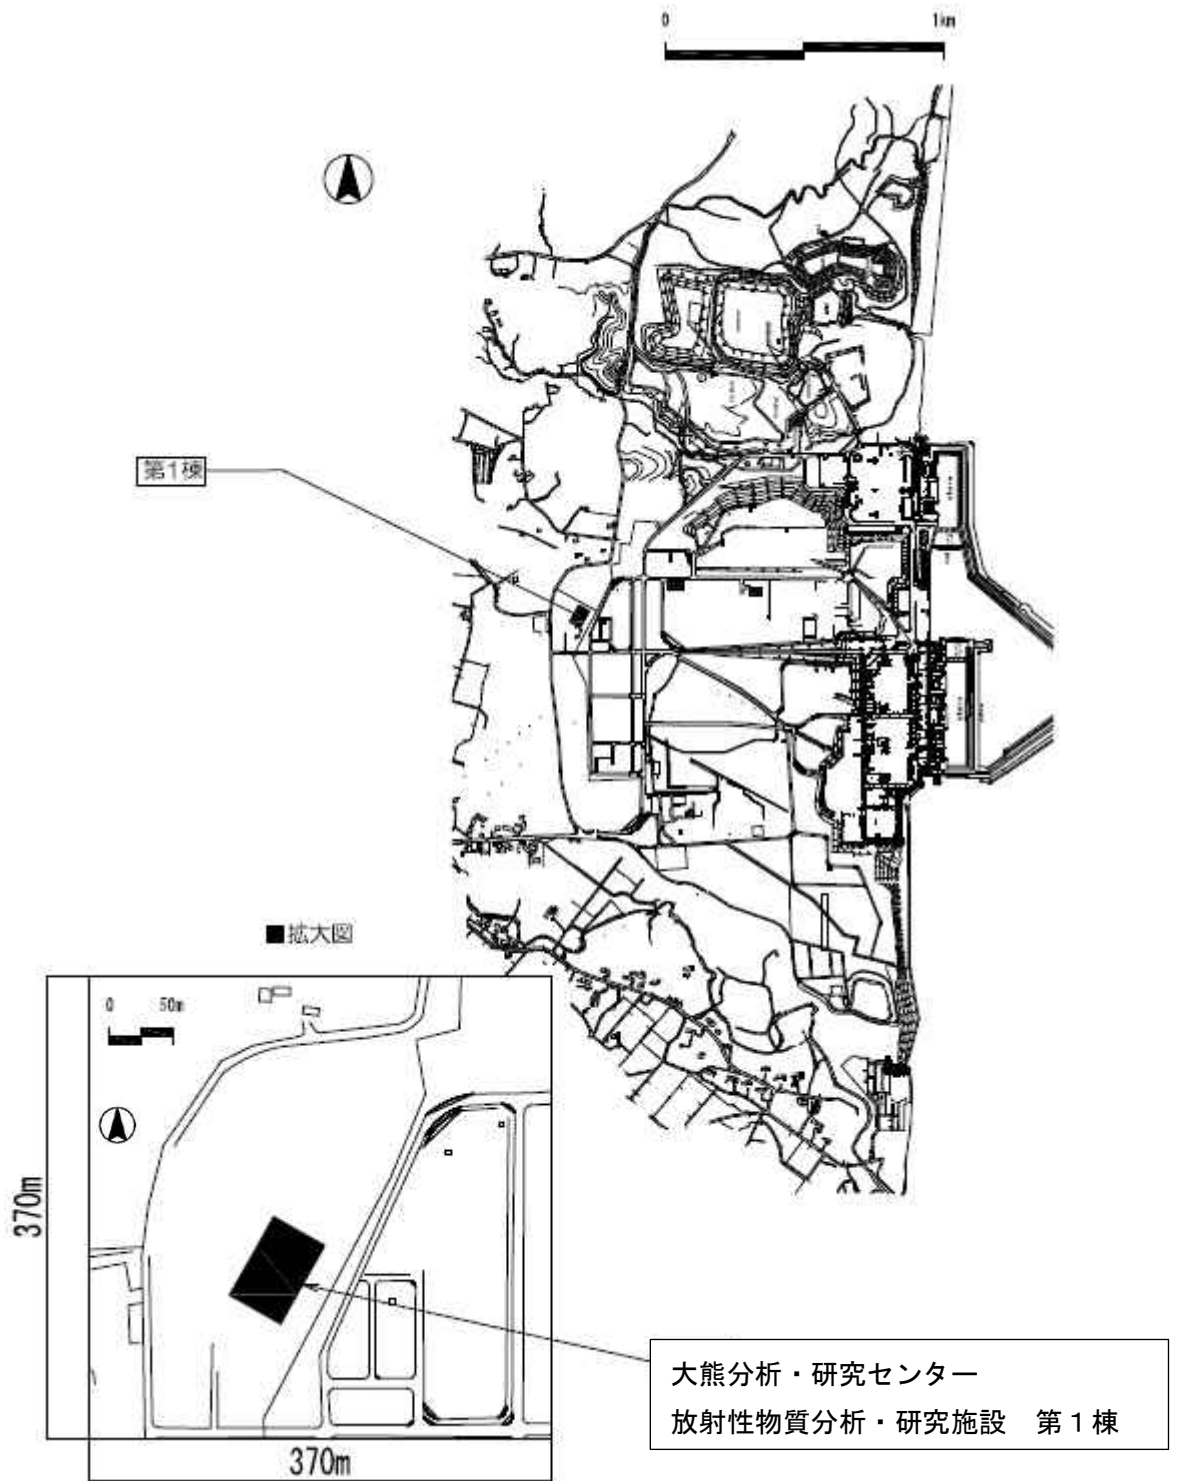 0 1km
第1棟
■拡大図
0 50m
370m
370m
大熊分析・研究センター
放射性物質分析・研究施設　第１棟